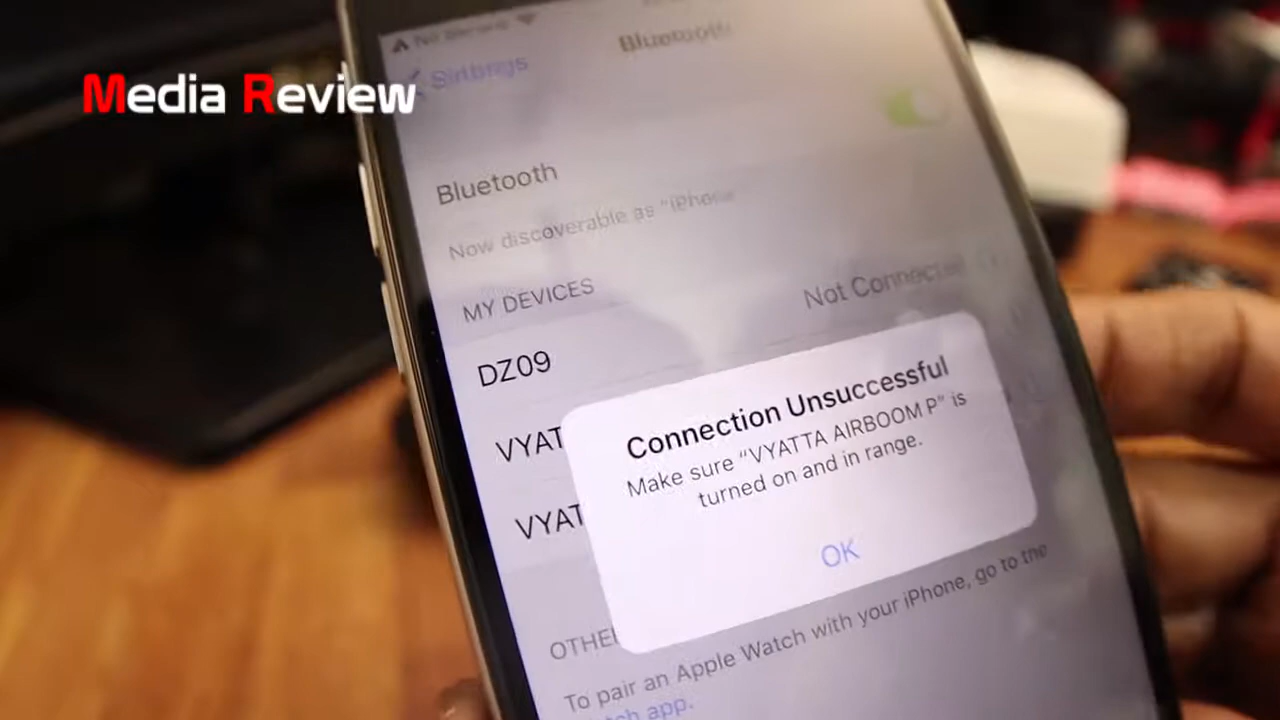 Media Review
Bluetooth
Settings
Bluetooth
Now discoverable as "iPhone
MY DEVICES
Not Connected
DZ09
VYAT
VYAT
Connection Unsuccessful
Make sure "VYATTA AIRBOOM P" is
turned on and in range.
OK
OTHE
To pair an Apple Watch with your iPhone, go to the
tch app.